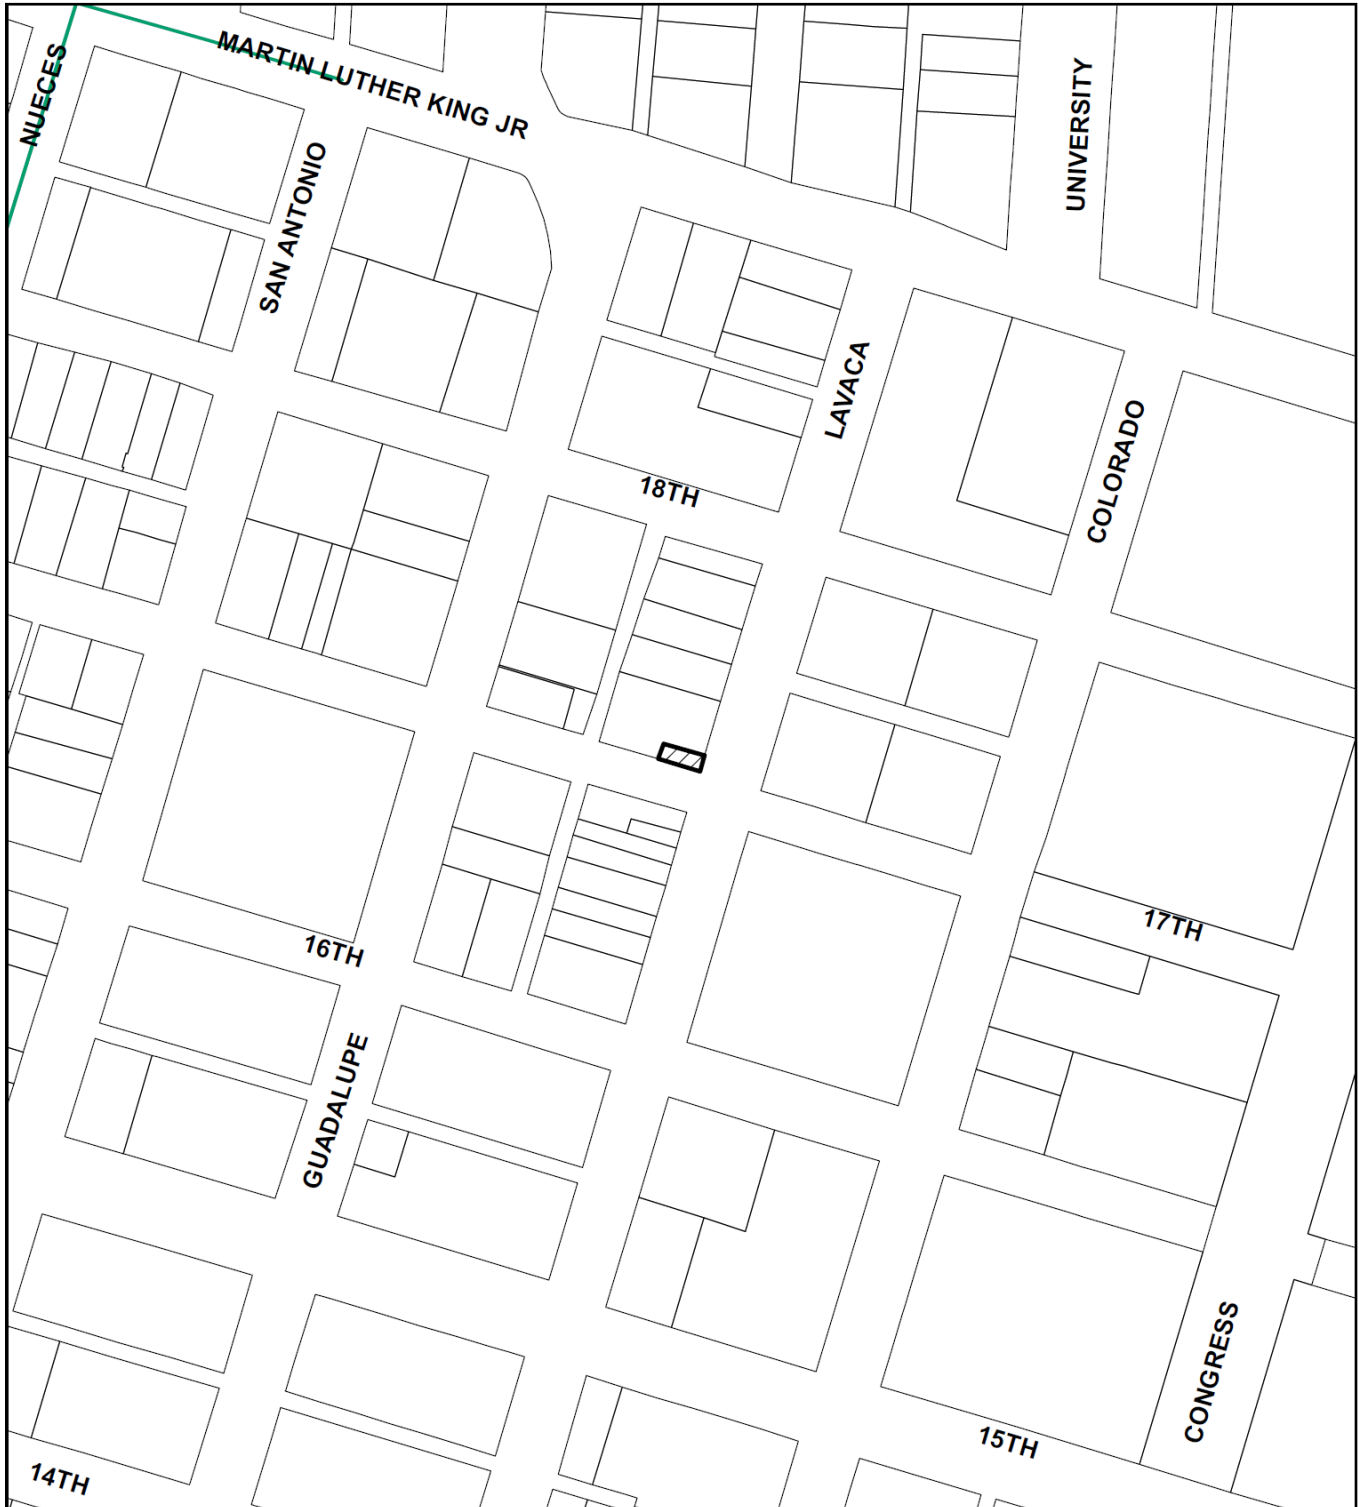 MARTIN LUTHER KING JR
NUECES
UNIVERSITY
SAN ANTONIO
LAVACA
COLORADO
18TH
17TH
16TH
GUADALUPE
CONGRESS
15TH
14TH